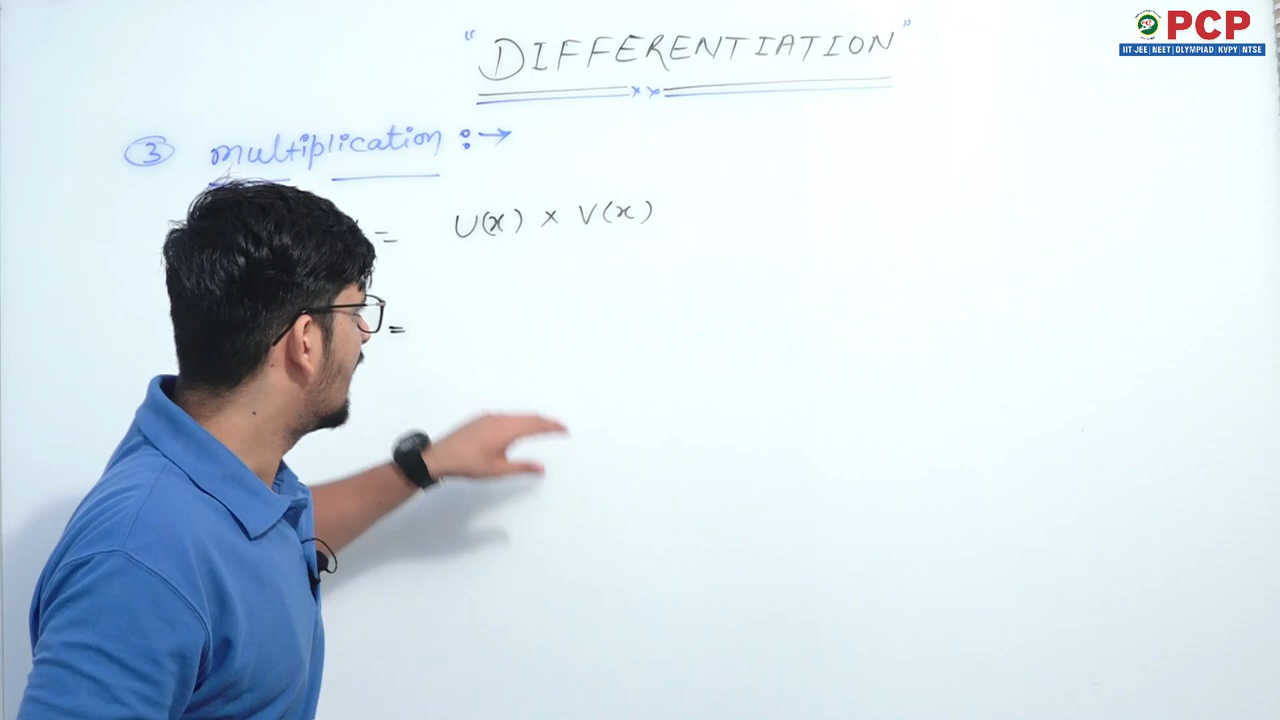 PCP
IIT-JEE|NEET|OLYMPIAD|KVPY|NTSE
"DIFFERENTIATION"
③ multiplication :→
= U(x) × V(x)
=